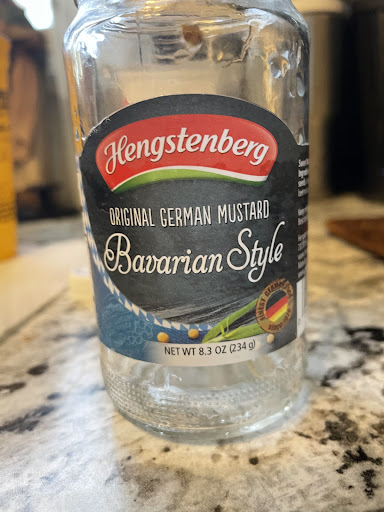 Hengstenberg
ORIGINAL GERMAN MUSTARD
Bavarian Style
NET WT 8.3 OZ (234 g)